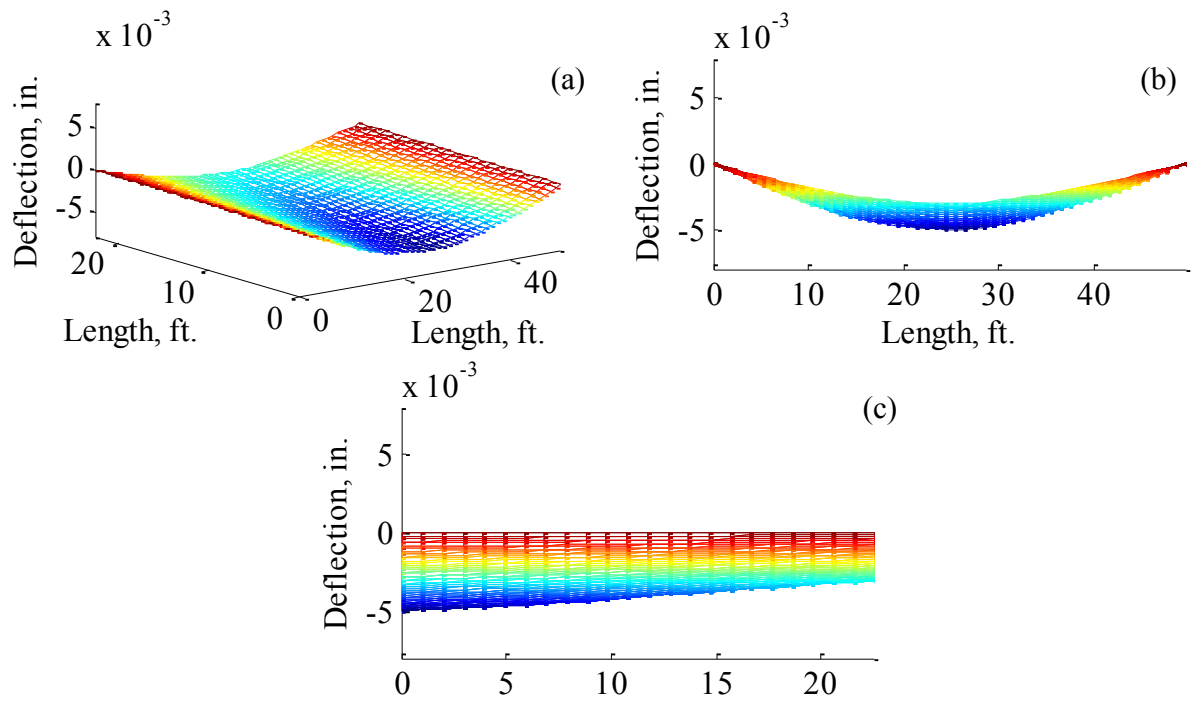 x 10-3
(a)
Deflection, in.
5
0
-5
20
10
0
0
20
40
Length, ft.
Length, ft.
x 10-3
(b)
Deflection, in.
5
0
-5
0
10
20
30
40
Length, ft.
x 10-3
(c)
Deflection, in.
5
0
-5
0
5
10
15
20